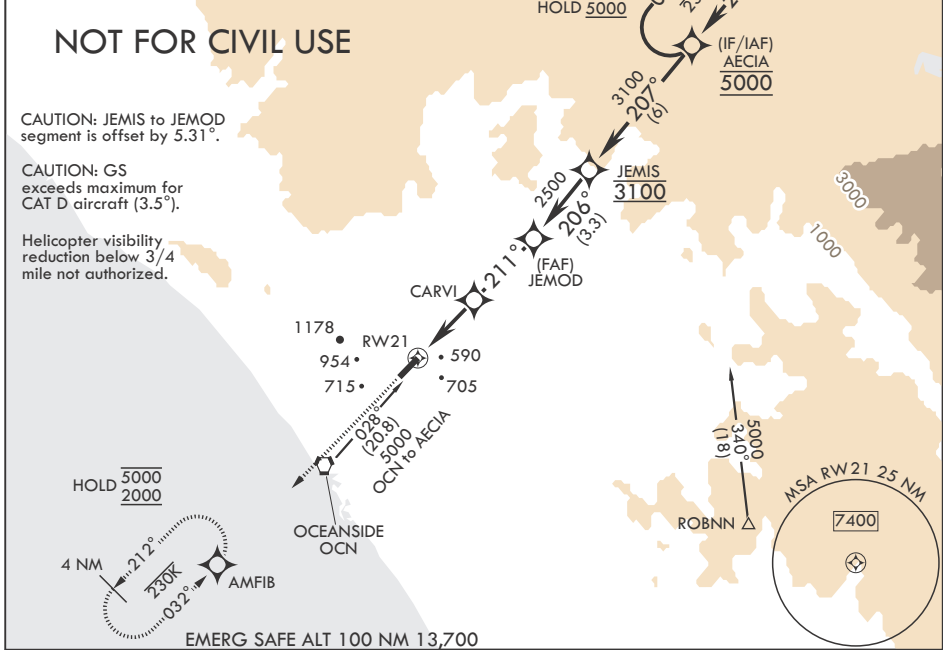 HOLD 5000
NOT FOR CIVIL USE
(IF/IAF)
AECIA
5000
3100
207°
(6)
CAUTION: JEMIS to JEMOD
segment is offset by 5.31°.
CAUTION: GS
exceeds maximum for
CAT D aircraft (3.5°).
Helicopter visibility
reduction below 3/4
mile not authorized.
JEMIS
3100
2500
206°
(3.3)
3000
1000
(FAF)
JEMOD
211°
CARVI
1178
954
715
RW21
590
705
028°
(20.8)
5000
OCN to AECIA
5000
340°
(18)
HOLD 5000
2000
OCEANSIDE
OCN
ROBNN
MSA RW21 25 NM
7400
4 NM
212°
230K
032°
AMFIB
EMERG SAFE ALT 100 NM 13,700